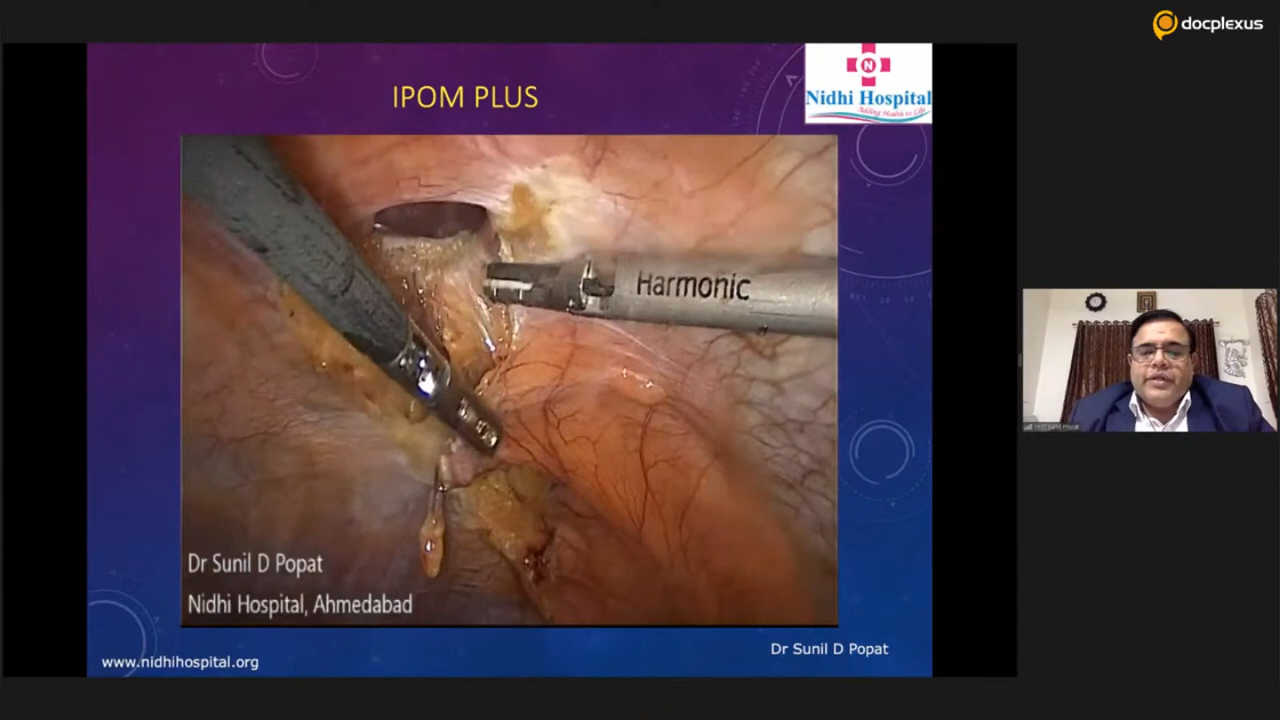 docplexus
IPOM PLUS
N
Nidhi Hospital
Adding Health to Life
Harmonic
Dr Sunil D Popat
Nidhi Hospital, Ahmedabad
www.nidhihospital.org
Dr Sunil D Popat